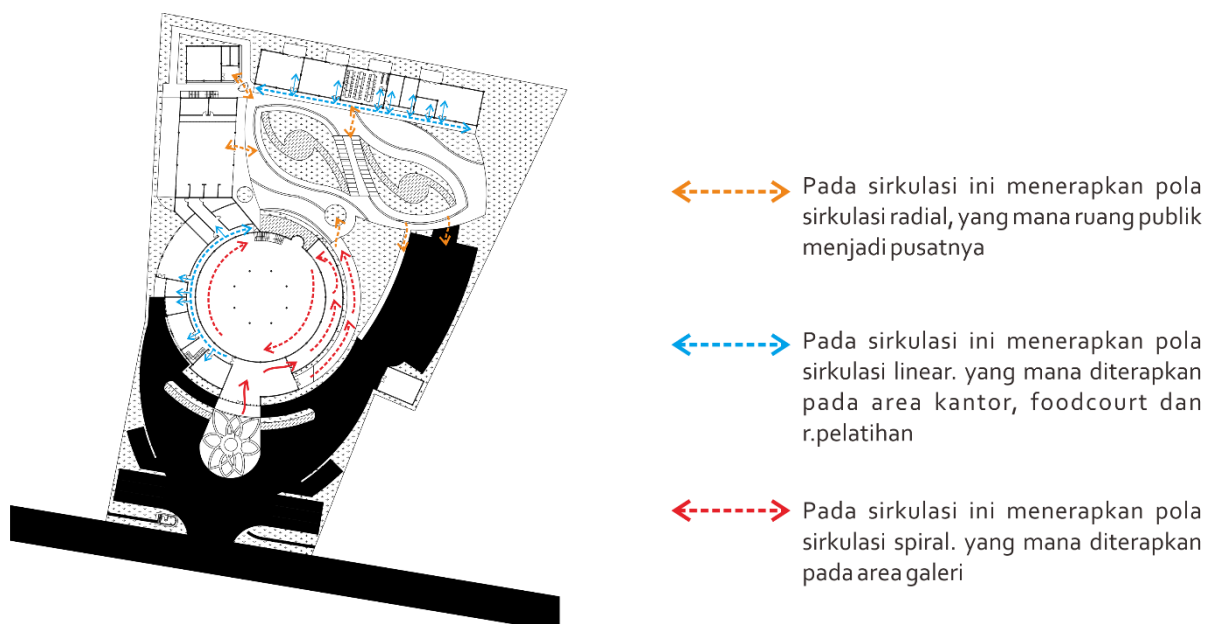 Pada sirkulasi ini menerapkan pola
sirkulasi radial, yang mana ruang publik
menjadi pusatnya
Pada sirkulasi ini menerapkan pola
sirkulasi linear. yang mana diterapkan
pada area kantor, foodcourt dan
r.pelatihan
Pada sirkulasi ini menerapkan pola
sirkulasi spiral. yang mana diterapkan
pada area galeri